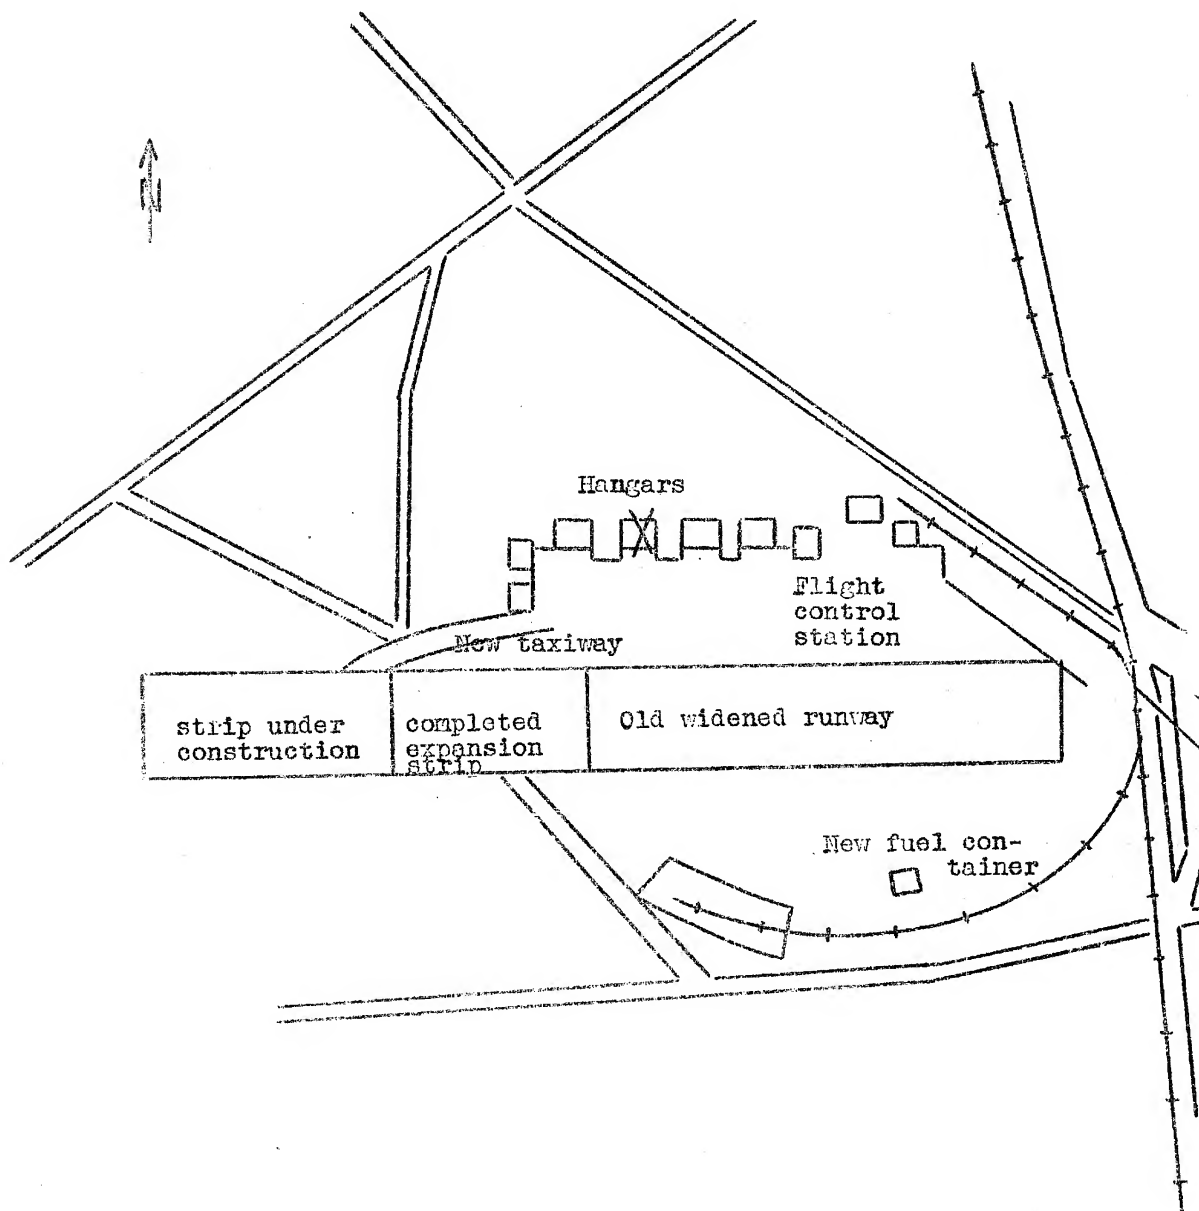 N
Hangars
Flight
control
station
New taxiway
strip under
construction
completed
expansion
strip
Old widened runway
New fuel con-
tainer